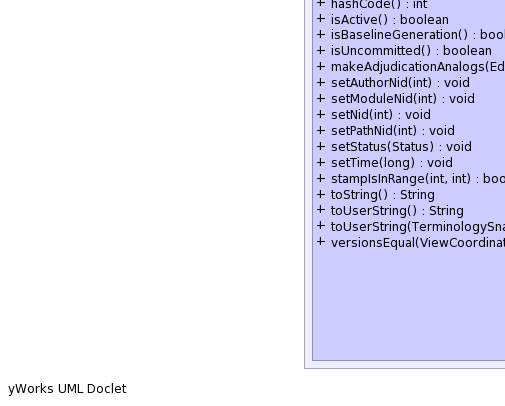 + hashCode() : int
+ isActive() : boolean
+ isBaselineGeneration() : bool
+ isUncommitted() : boolean
+ makeAdjudicationAnalogs(Ed
+ setAuthorNid(int) : void
+ setModuleNid(int) : void
+ setNid(int) : void
+ setPathNid(int) : void
+ setStatus(Status) : void
+ setTime(long) : void
+ stampIsInRange(int, int) : boo
+ toString() : String
+ toUserString() : String
+ toUserString(TerminologySna
+ versionsEqual(ViewCoordinat
yWorks UML Doclet